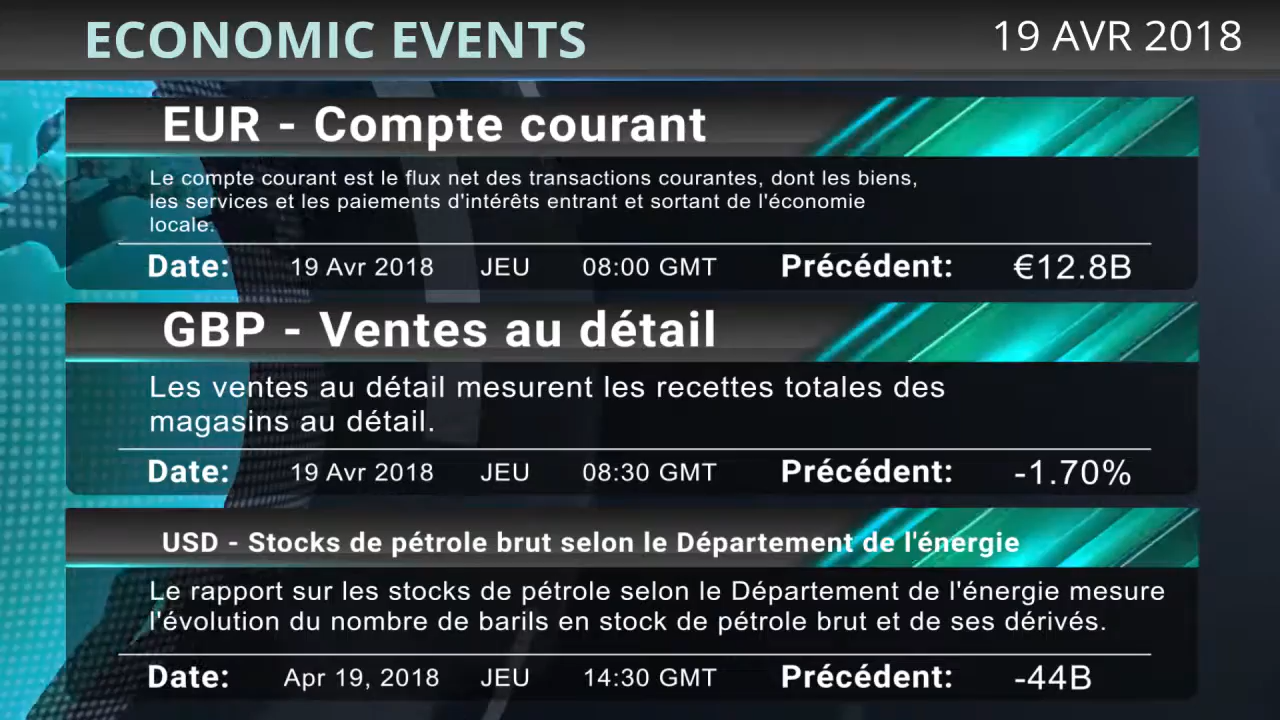 ECONOMIC EVENTS
19 AVR 2018
EUR - Compte courant
Le compte courant est le flux net des transactions courantes, dont les biens,
les services et les paiements d'intérêts entrant et sortant de l'économie
locale.
Date: 19 Avr 2018 JEU 08:00 GMT Précédent: €12.8B
GBP - Ventes au détail
Les ventes au détail mesurent les recettes totales des
magasins au détail.
Date: 19 Avr 2018 JEU 08:30 GMT Précédent: -1.70%
USD - Stocks de pétrole brut selon le Département de l'énergie
Le rapport sur les stocks de pétrole selon le Département de l'énergie mesure
l'évolution du nombre de barils en stock de pétrole brut et de ses dérivés.
Date: Apr 19, 2018 JEU 14:30 GMT Précédent: -44B